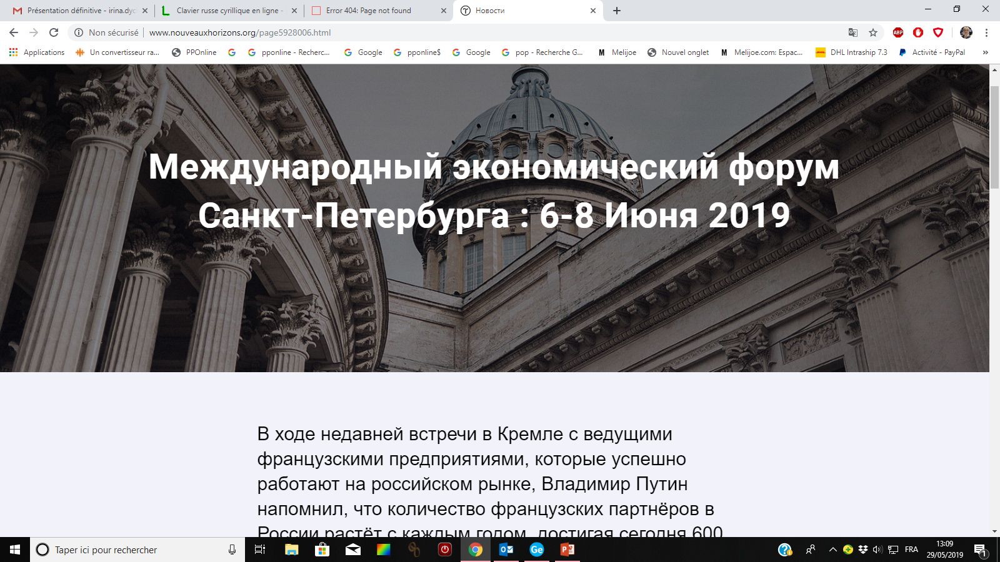 Présentation définitive - irina.dyc
Clavier russe cyrillique en ligne -
Error 404: Page not found
Новости
Non sécurisé
www.nouveauxhorizons.org/page5928006.html
ABP
Applications
Un convertisseur ra...
PPOnline
pponline - Recherc...
Google
pponline$
Google
pop - Recherche G...
Melijoe
Nouvel onglet
Melijoe.com: Espac...
DHL Intraship 7.3
Activité - PayPal
Международный экономический форум
Санкт-Петербурга : 6-8 Июня 2019
В ходе недавней встречи в Кремле с ведущими
французскими предприятиями, которые успешно
работают на российском рынке, Владимир Путин
напомнил, что количество французских партнёров в
России растёт с каждым годом, достигая сегодня 600
Taper ici pour rechercher
Ge
FRA
13:09
29/05/2019
1